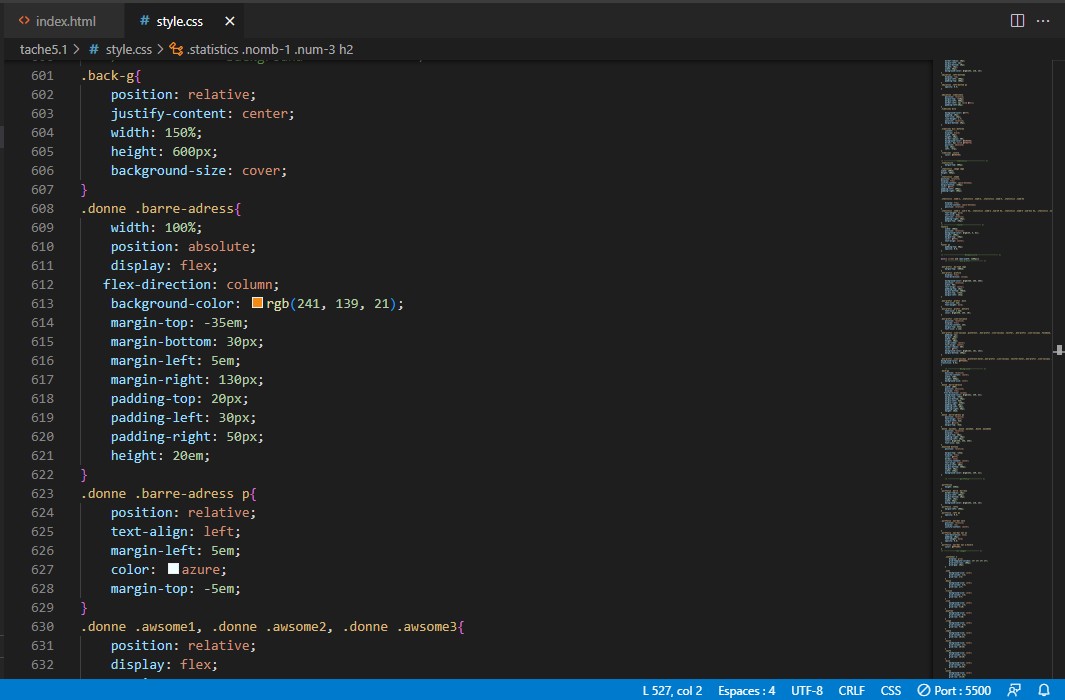 index.html
# style.css
tache5.1 > # style.css > .statistics .nomb-1 .num-3 h2
601 .back-g{
602 position: relative;
603 justify-content: center;
604 width: 150%;
605 height: 600px;
606 background-size: cover;
607 }
608 .donne .barre-adress{
609 width: 100%;
610 position: absolute;
611 display: flex;
612 flex-direction: column;
613 background-color: rgb(241, 139, 21);
614 margin-top: -35em;
615 margin-bottom: 30px;
616 margin-left: 5em;
617 margin-right: 130px;
618 padding-top: 20px;
619 padding-left: 30px;
620 padding-right: 50px;
621 height: 20em;
622 }
623 .donne .barre-adress p{
624 position: relative;
625 text-align: left;
626 margin-left: 5em;
627 color: azure;
628 margin-top: -5em;
629 }
630 .donne .awsome1, .donne .awsome2, .donne .awsome3{
631 position: relative;
632 display: flex;
L 527, col 2 Espaces : 4 UTF-8 CRLF CSS Port : 5500